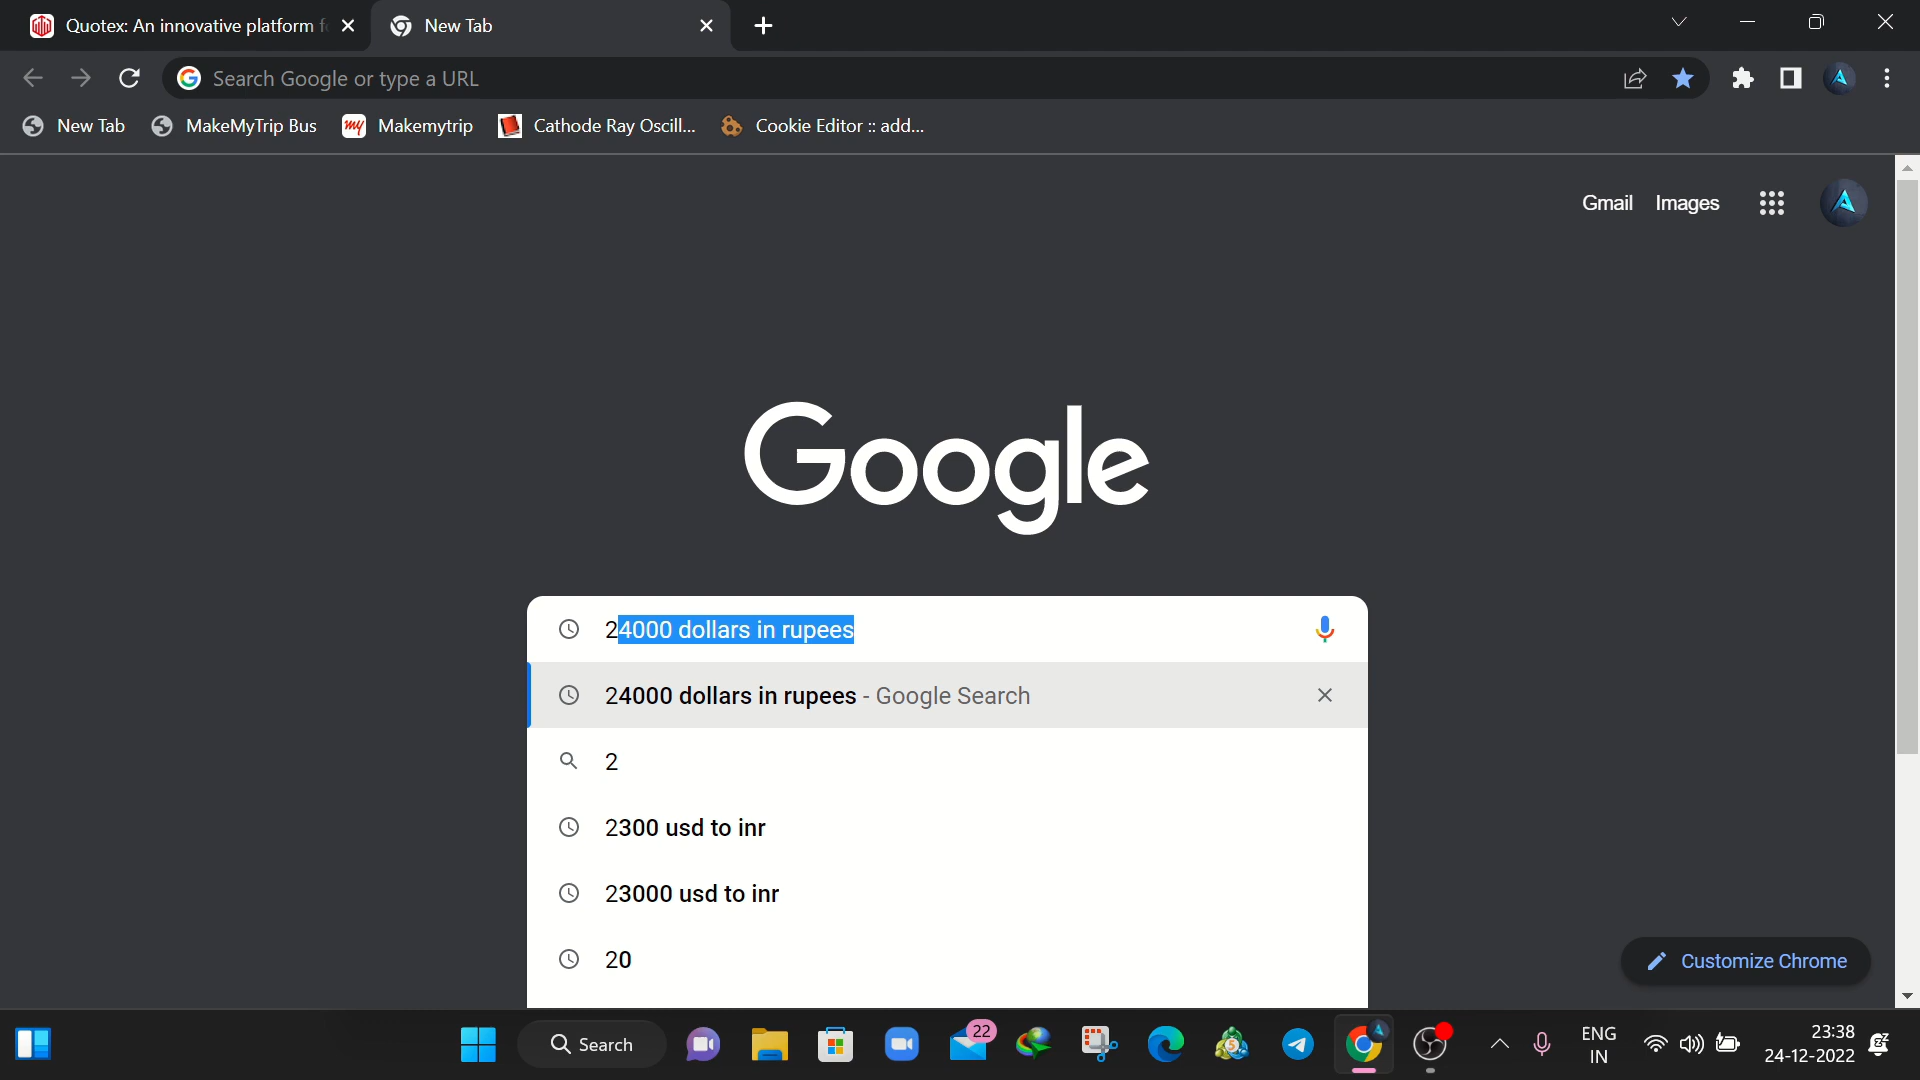 Quotex: An innovative platform f
New Tab
Search Google or type a URL
New Tab
MakeMyTrip Bus
my
Makemytrip
Cathode Ray Oscill...
Cookie Editor :: add...
Gmail
Images
Google
24000 dollars in rupees
24000 dollars in rupees - Google Search
2
2300 usd to inr
23000 usd to inr
20
Customize Chrome
Search
22
ENG
IN
23:38
24-12-2022